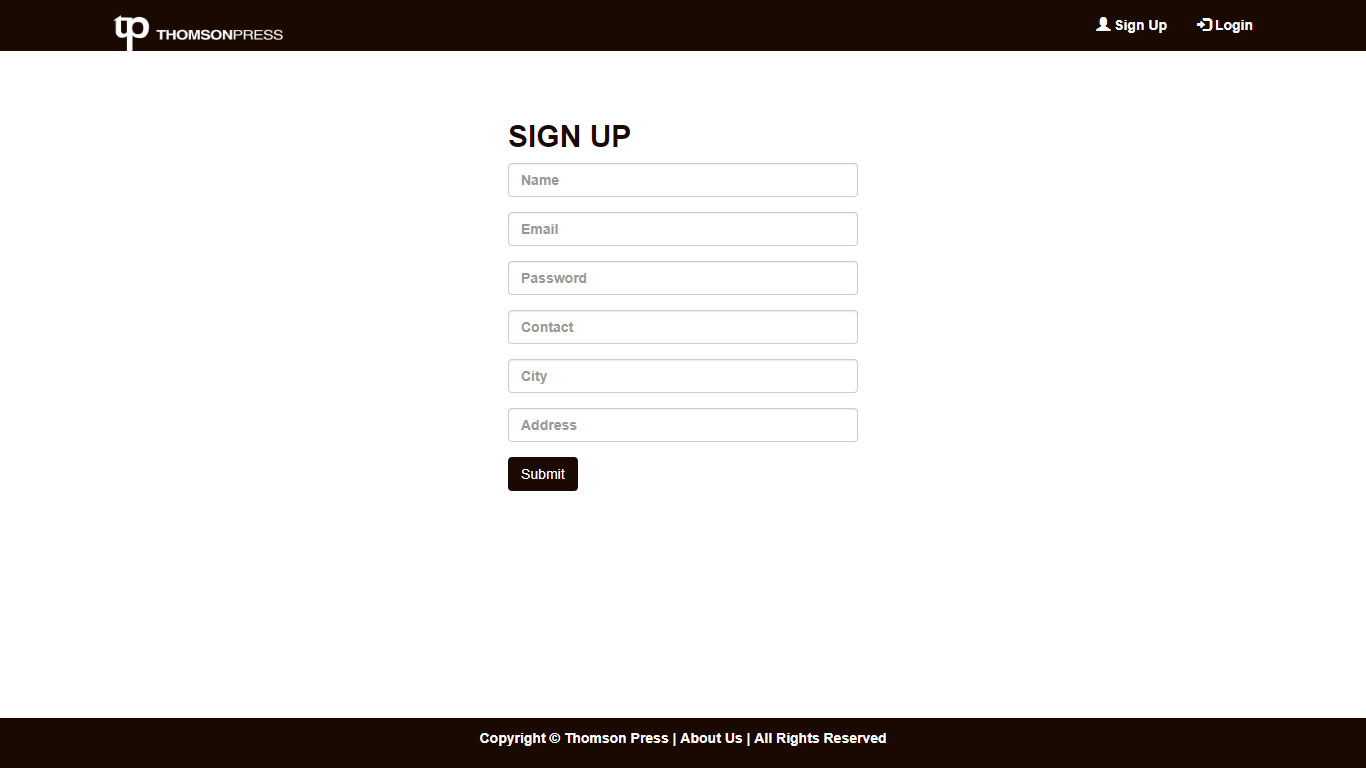 tp THOMSONPRESS
Sign Up
Login
SIGN UP
Name
Email
Password
Contact
City
Address
Submit
Copyright © Thomson Press | About Us | All Rights Reserved